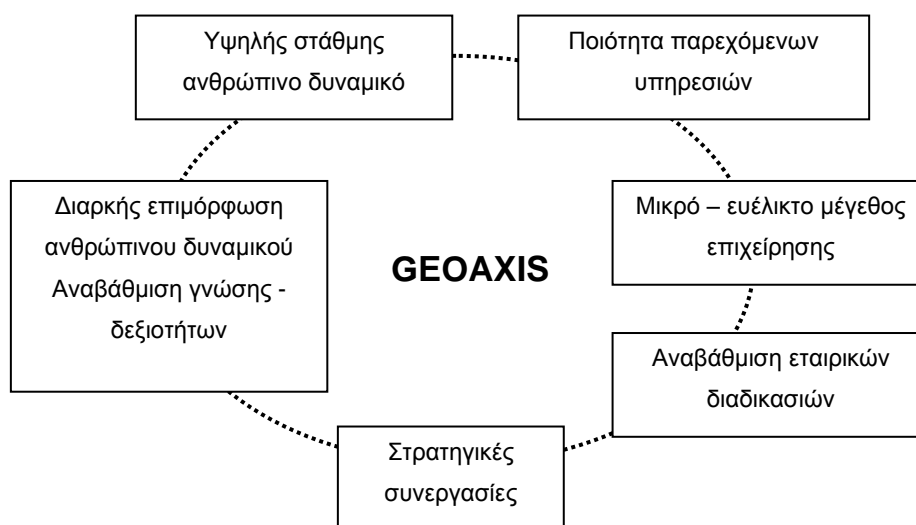 Υψηλής στάθμης
ανθρώπινο δυναμικό
Ποιότητα παρεχόμενων
υπηρεσιών
Διαρκής επιμόρφωση
ανθρώπινου δυναμικού
Αναβάθμιση γνώσης -
δεξιοτήτων
GEOAXIS
Μικρό – ευέλικτο μέγεθος
επιχείρησης
Αναβάθμιση εταιρικών
διαδικασιών
Στρατηγικές
συνεργασίες